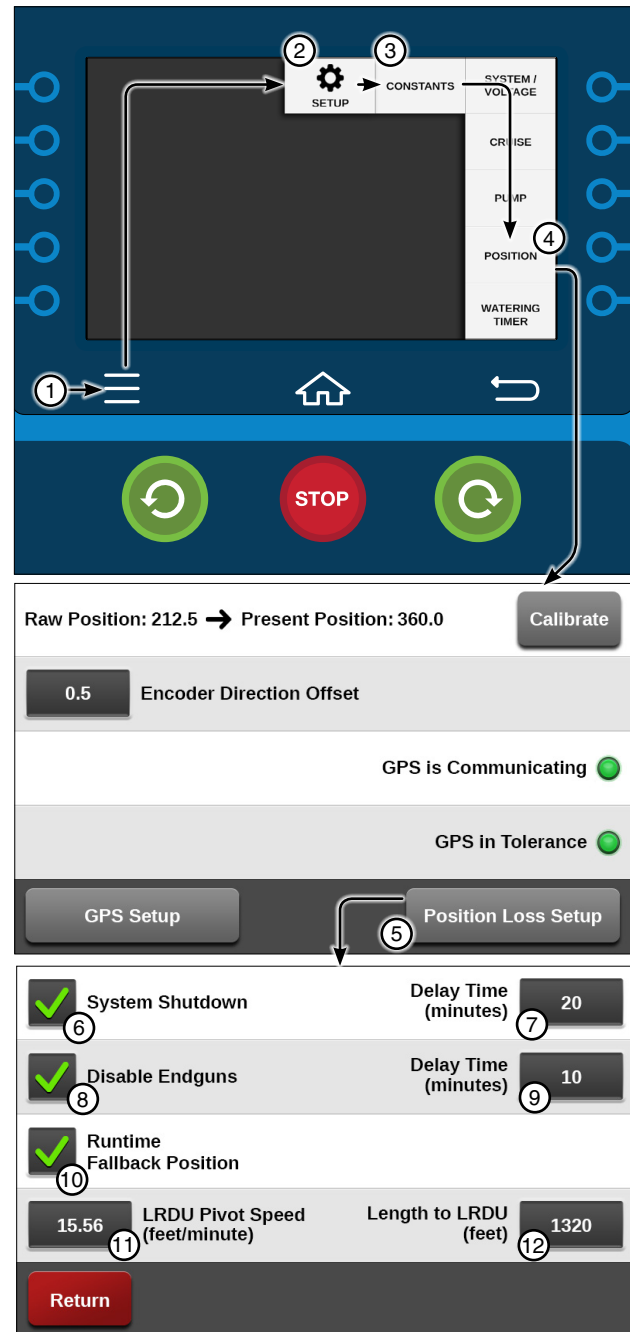 2
3
SETUP
CONSTANTS
SYSTEM /
VOLTAGE
CRUISE
PUMP
4
POSITION
WATERING
TIMER
1
STOP
Raw Position: 212.5 → Present Position: 360.0
Calibrate
0.5 Encoder Direction Offset
GPS is Communicating
GPS in Tolerance
GPS Setup
5
Position Loss Setup
6
System Shutdown
Delay Time
(minutes)
7
20
8
Disable Endguns
Delay Time
(minutes)
9
10
10
Runtime
Fallback Position
15.56
11
LRDU Pivot Speed
(feet/minute)
Length to LRDU
(feet)
12
1320
Return